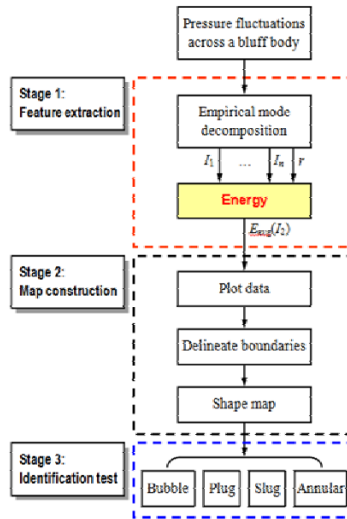 Pressure fluctuations
across a bluff body
Stage 1:
Feature extraction
Empirical mode
decomposition
I1 ... In r
Energy
Eavg(I2)
Stage 2:
Map construction
Plot data
Delineate boundaries
Shape map
Stage 3:
Identification test
Bubble Plug Slug Annular